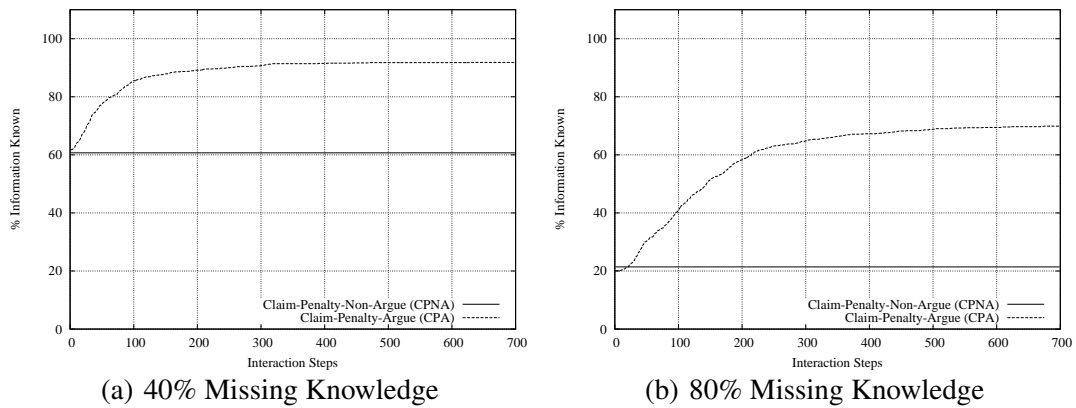 100
80
60
40
20
0
% Information Known
Claim-Penalty-Non-Argue (CPNA)
Claim-Penalty-Argue (CPA)
0 100 200 300 400 500 600 700
Interaction Steps
(a) 40% Missing Knowledge
100
80
60
40
20
0
% Information Known
Claim-Penalty-Non-Argue (CPNA)
Claim-Penalty-Argue (CPA)
0 100 200 300 400 500 600 700
Interaction Steps
(b) 80% Missing Knowledge